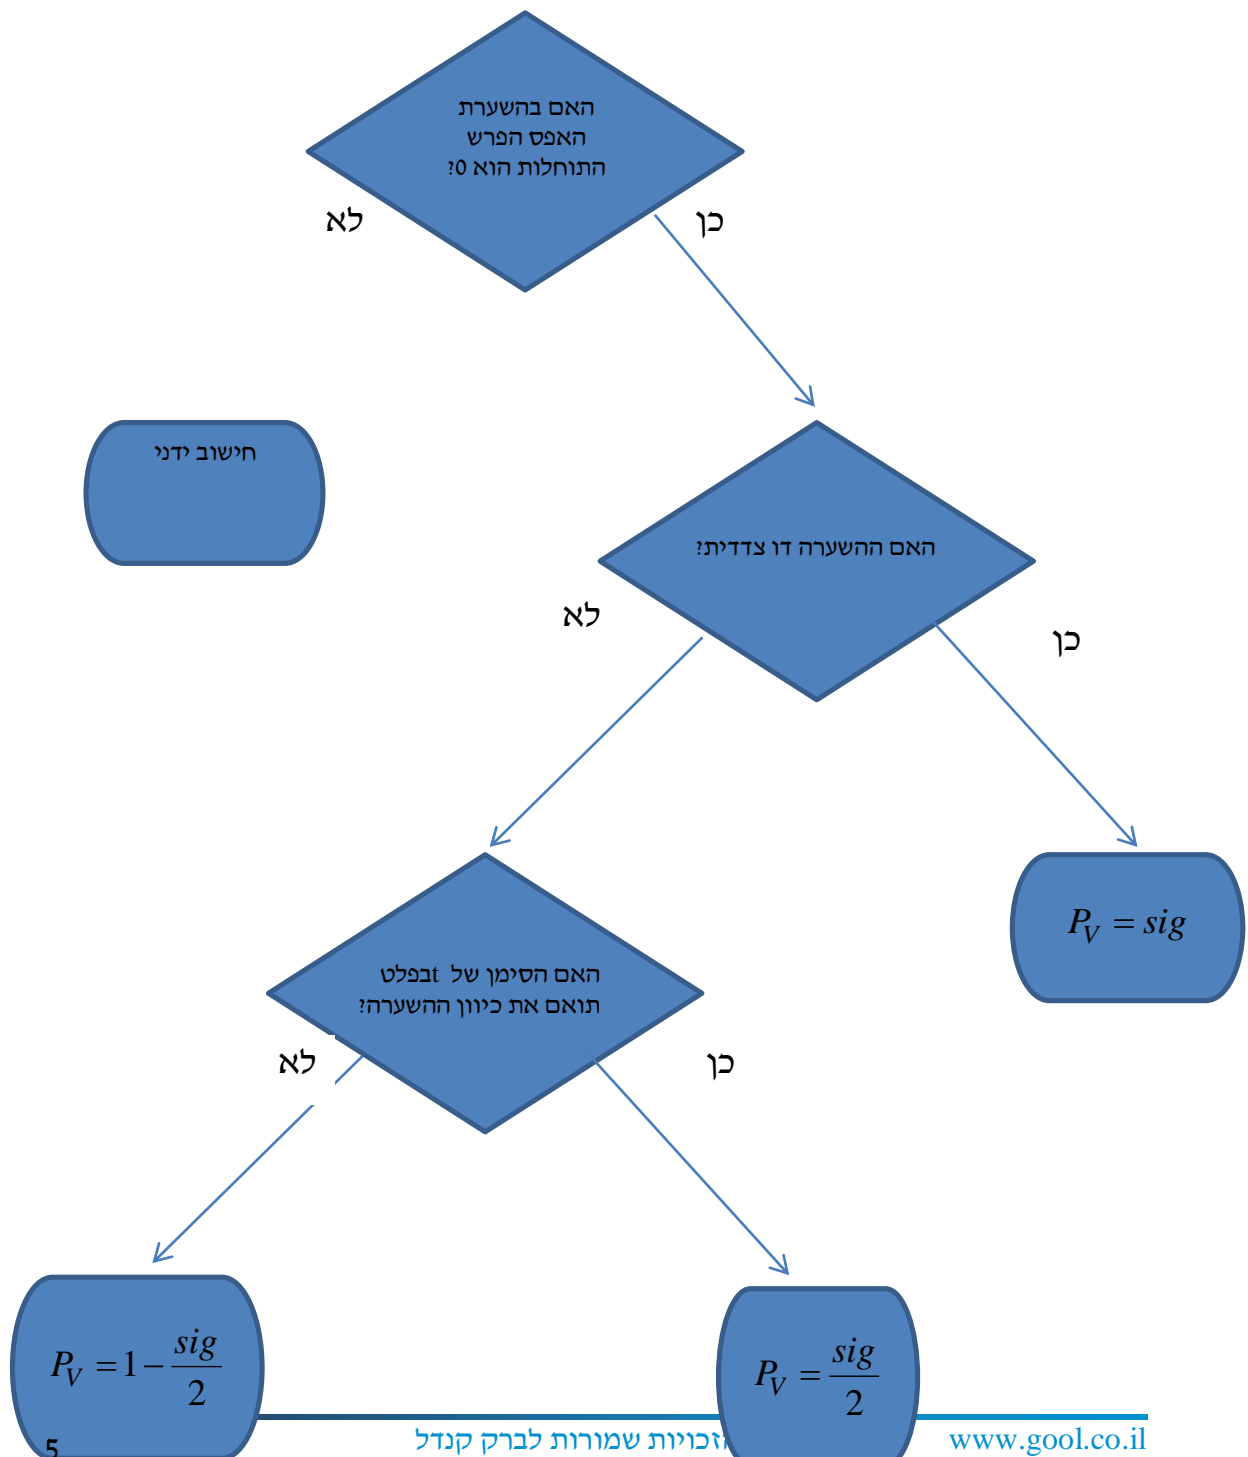 האם בהשערת
האפס הפרש
התוחלות הוא 0?
לא
כן
חישוב ידני
האם ההשערה דו צדדית?
לא
כן
P_V = sig
האם הסימן של tבפלט
תואם את כיוון ההשערה?
לא
כן
P_V = 1 - sig/2
P_V = sig/2
5
זכויות שמורות לברק קנדל
www.gool.co.il